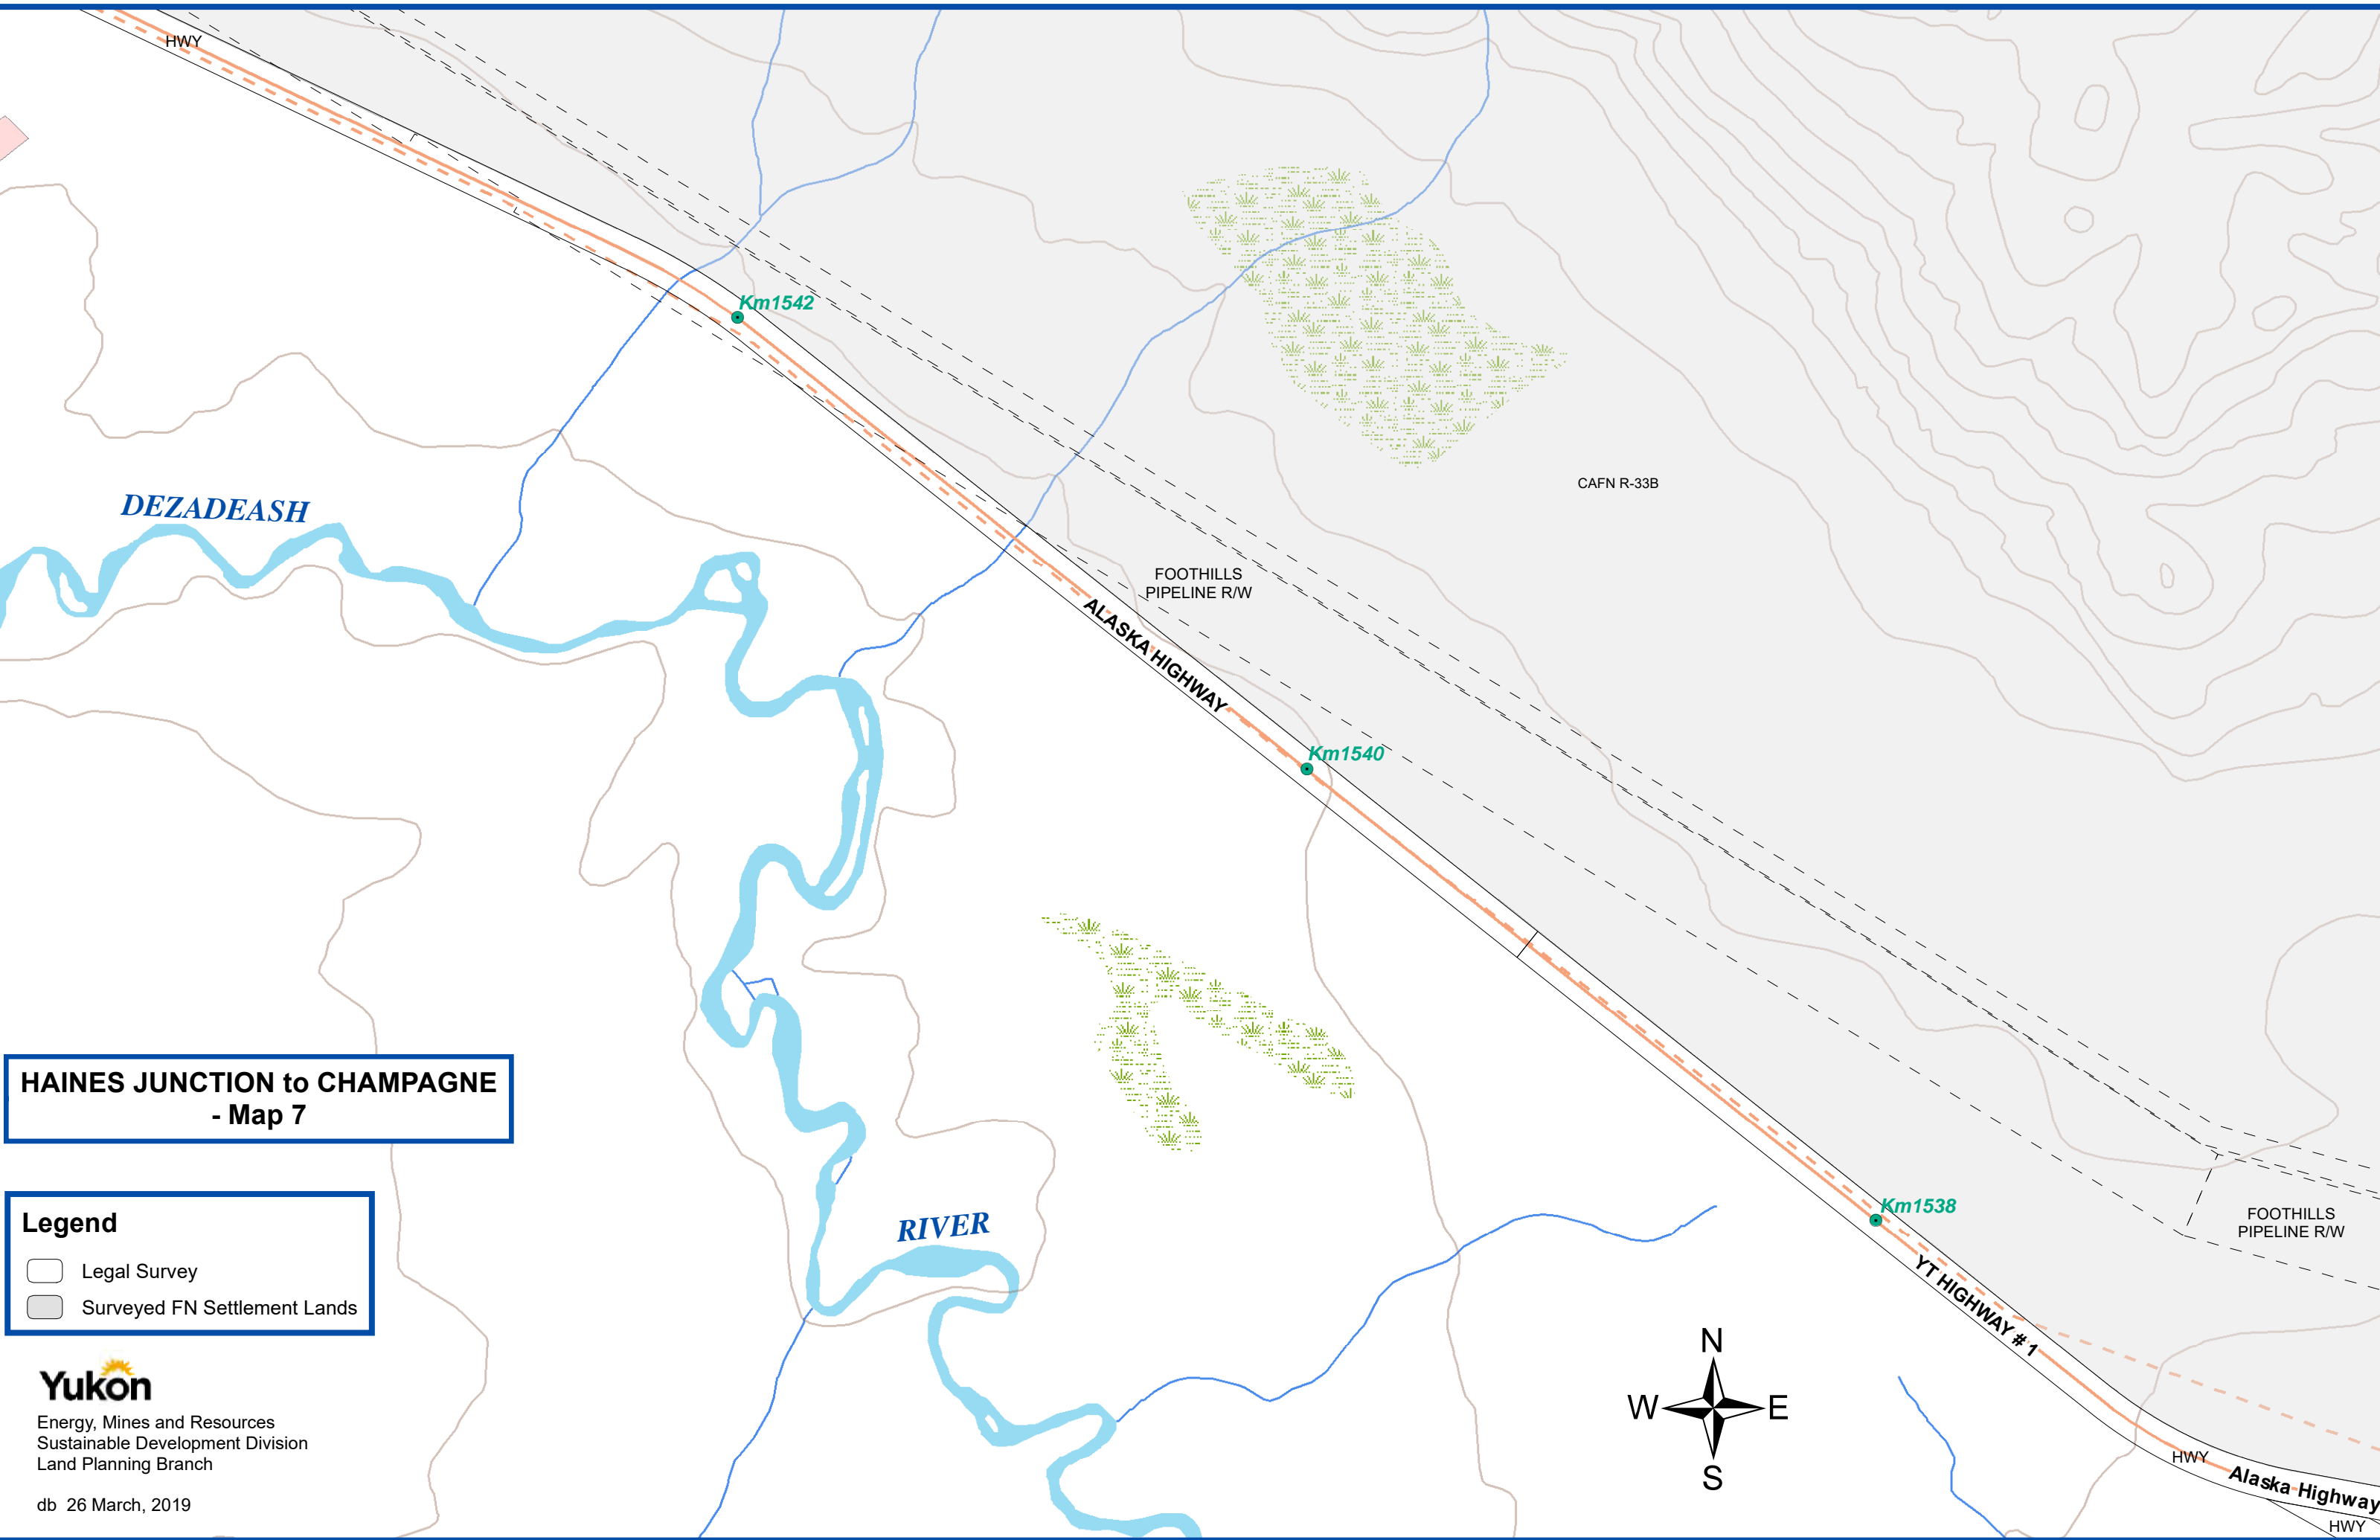 HWY
Km1542
CAFN R-33B
DEZADEASH
FOOTHILLS
PIPELINE R/W
ALASKA HIGHWAY
Km1540
HAINES JUNCTION to CHAMPAGNE
- Map 7
RIVER
Km1538
FOOTHILLS
PIPELINE R/W
YT HIGHWAY # 1
Legend
Legal Survey
Surveyed FN Settlement Lands
Yukon
Energy, Mines and Resources
Sustainable Development Division
Land Planning Branch
db 26 March, 2019
N
W E
S
HWY
Alaska Highway
HWY